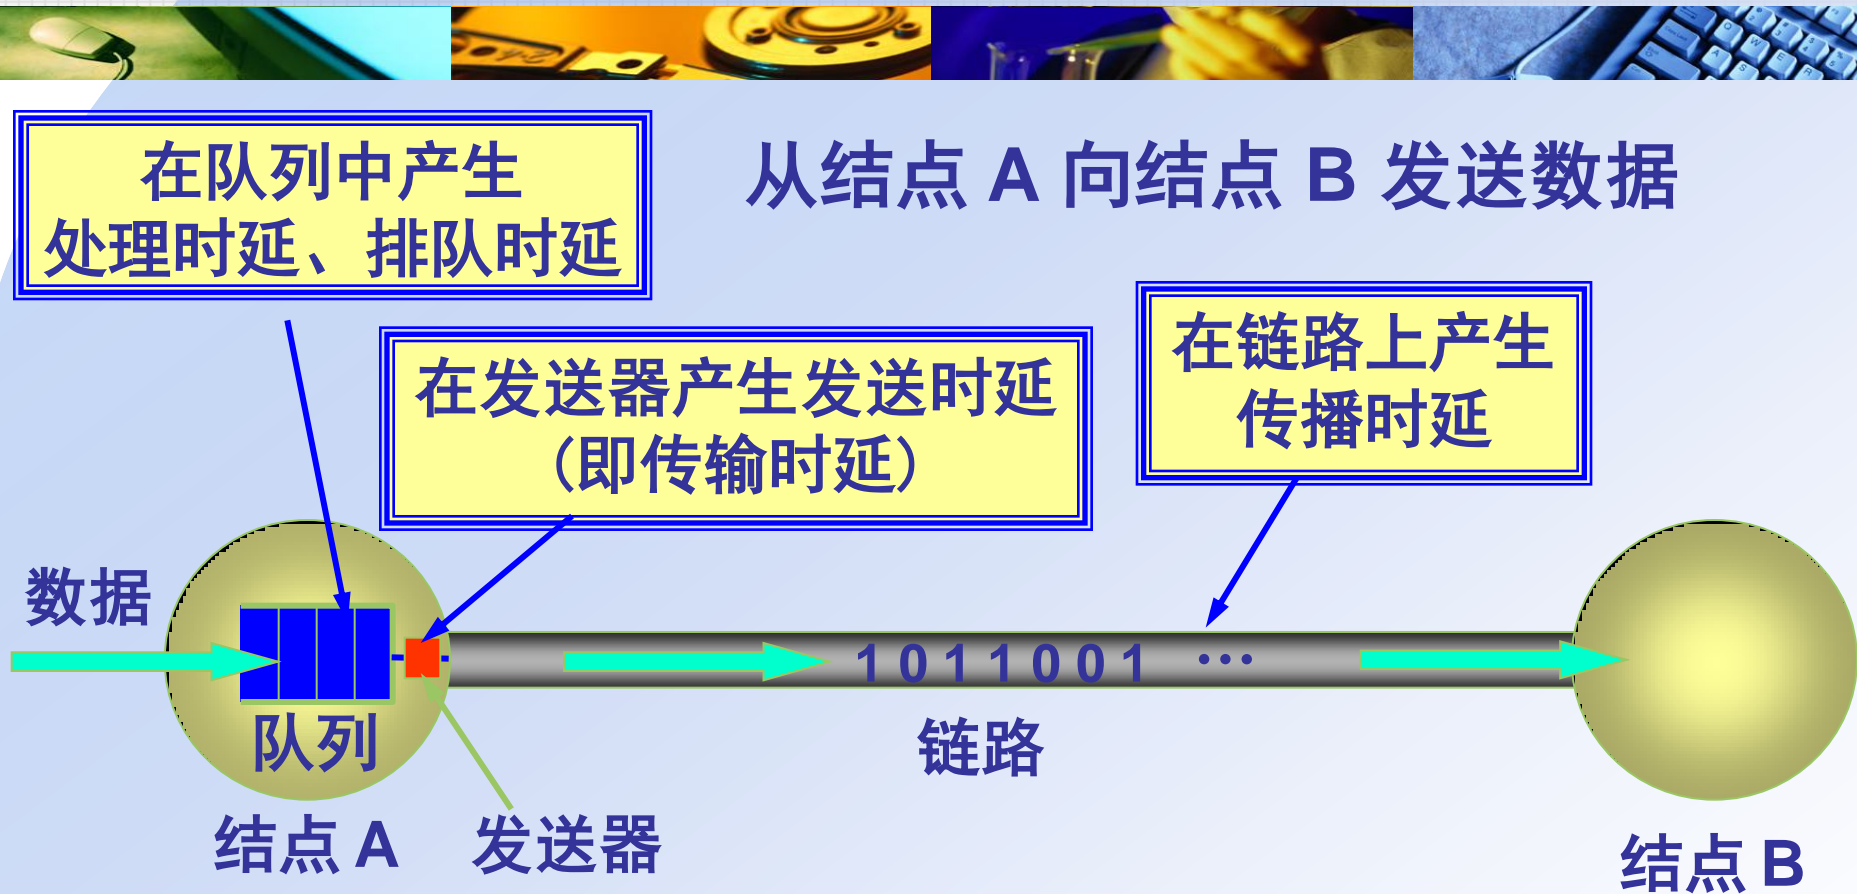 从结点 A 向结点 B 发送数据
在队列中产生
处理时延、排队时延
在发送器产生发送时延
(即传输时延)
在链路上产生
传播时延
数据
1 0 1 1 0 0 1 …
队列
链路
结点 A
发送器
结点 B